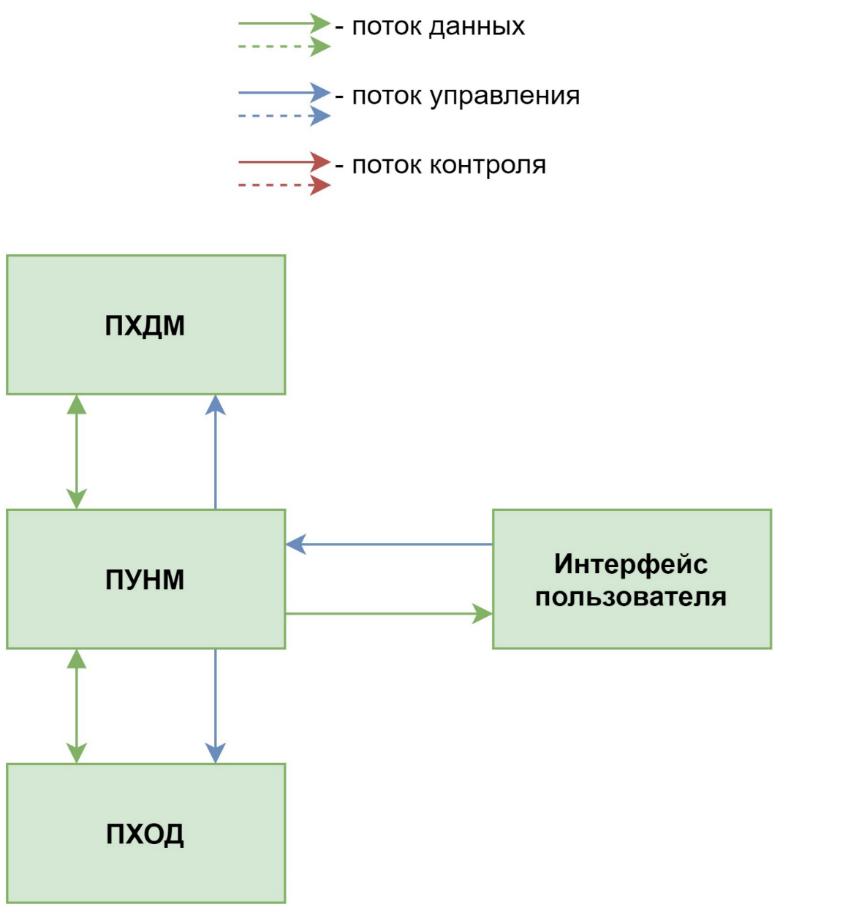 - поток данных
- поток управления
- поток контроля
ПХДМ
ПУНМ
Интерфейс
пользователя
ПХОД